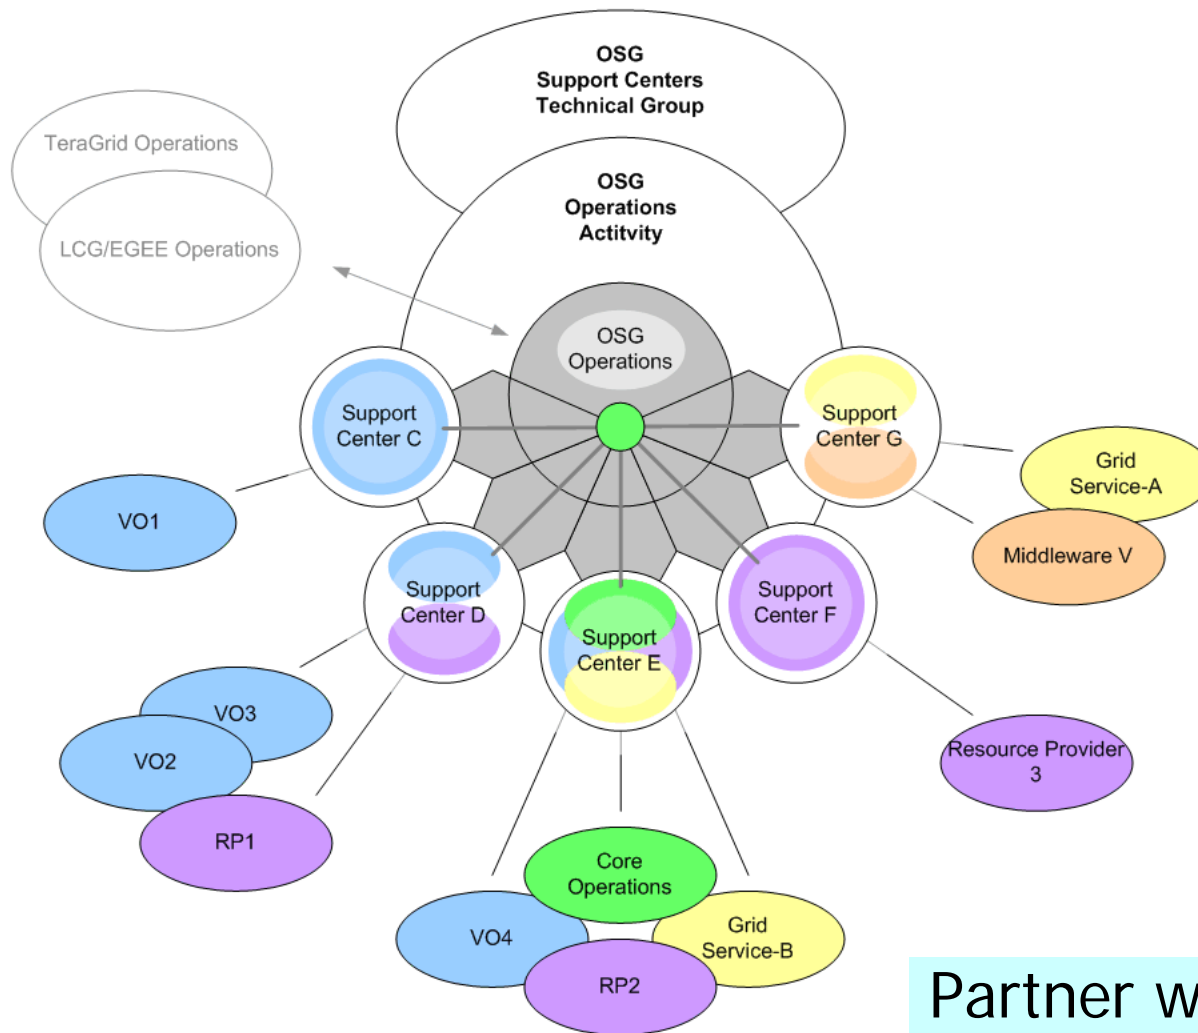 OSG
Support Centers
Technical Group
TeraGrid Operations
LCG/EGEE Operations
OSG
Operations
Actitvity
OSG
Operations
Support
Center C
Support
Center G
Grid
Service-A
VO1
Middleware V
Support
Center D
Support
Center E
Support
Center F
VO3
VO2
RP1
Resource Provider
3
Core
Operations
VO4
Grid
Service-B
RP2
Partner w